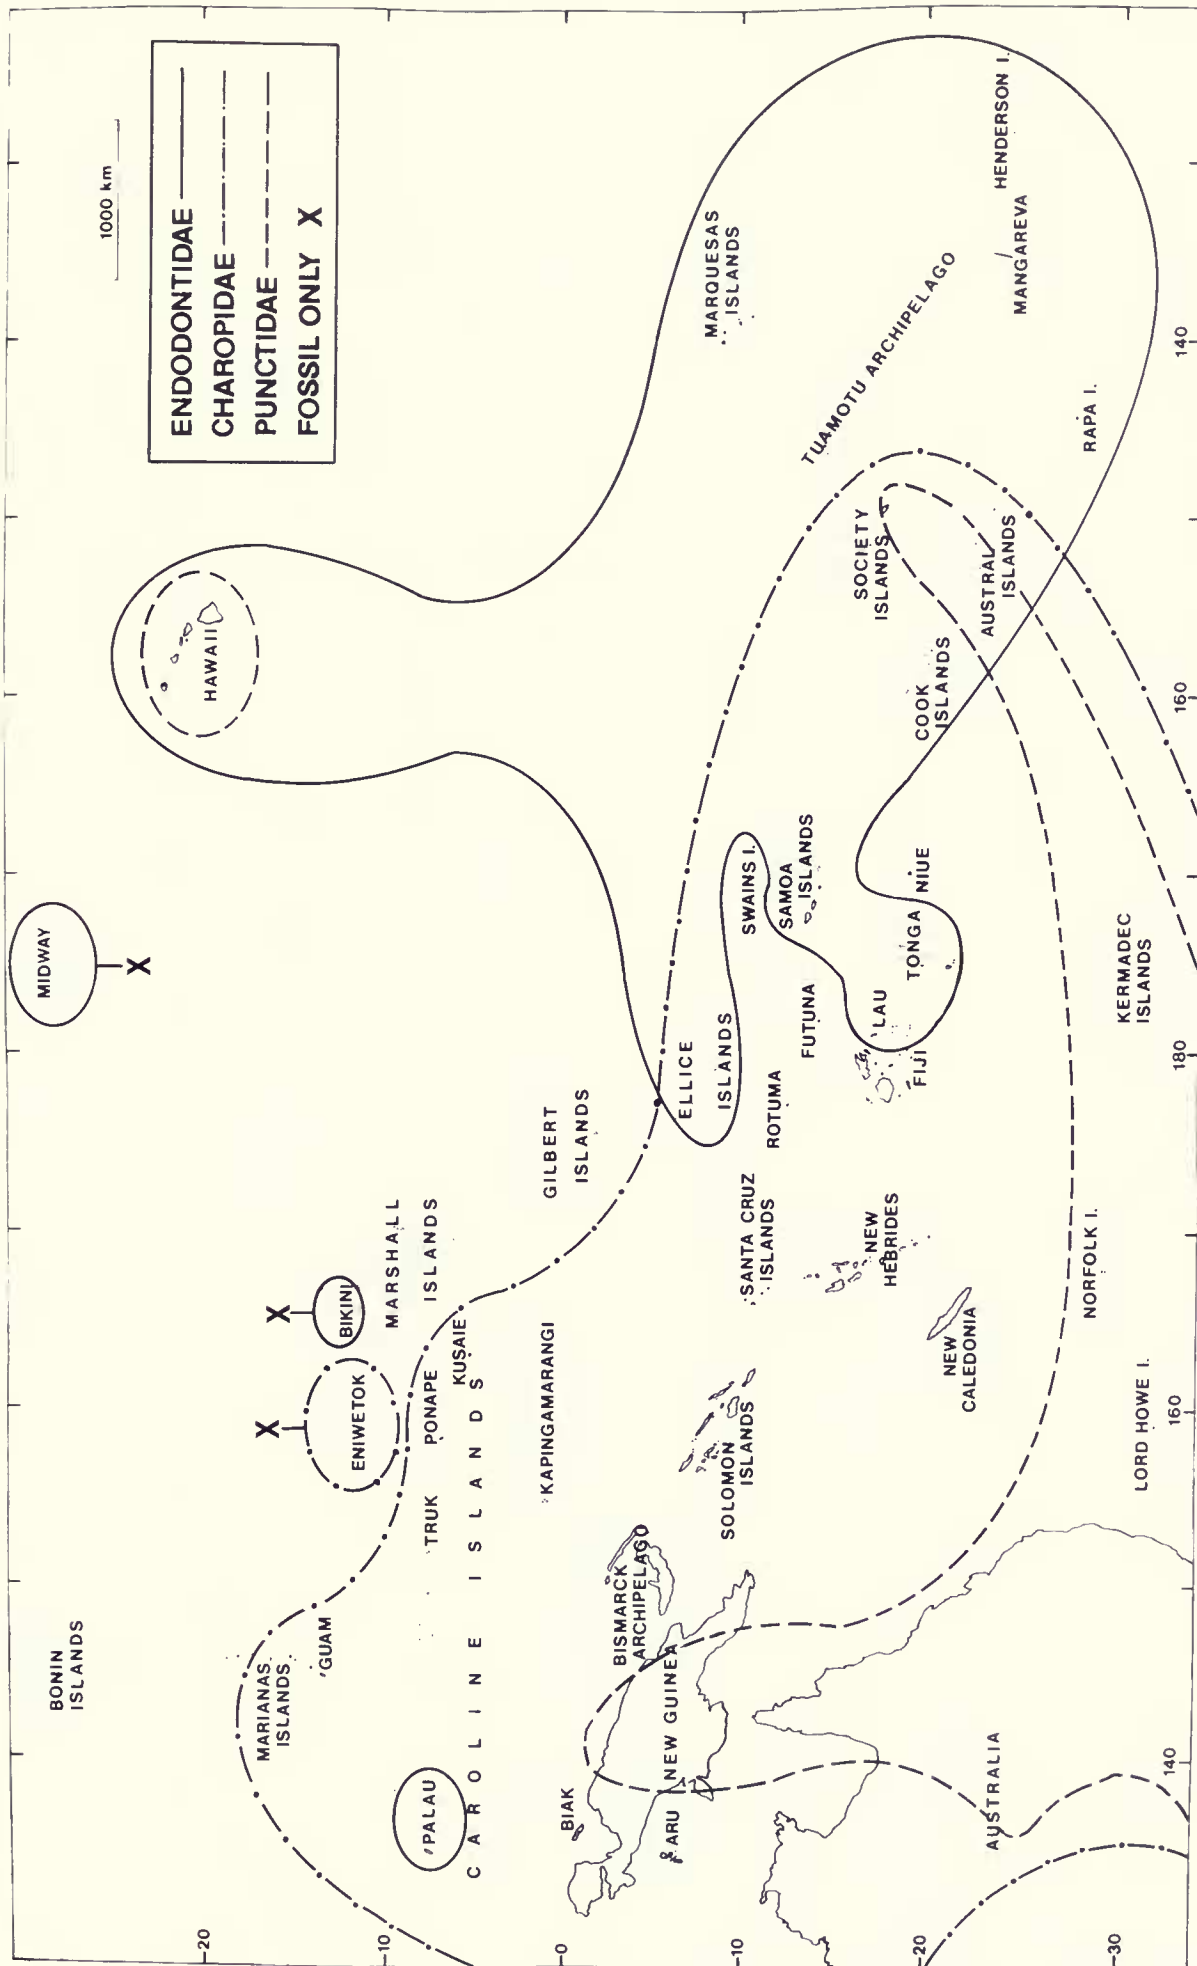 BONIN
ISLANDS
MIDWAY
X
1000 km
ENDODONTIDAE
CHAROPIDAE
PUNCTIDAE
FOSSIL ONLY X
HAWAII
MARIANAS
ISLANDS
GUAM
X
ENIWETOK
X
BIKINI
MARSHALL
ISLANDS
PALAU
TRUK
PONAPE
KUSAIE
CAROLINE ISLANDS
GILBERT
ISLANDS
KAPINGAMARANGI
BIAK
BISMARCK
ARCHIPELAGO
ARU
NEW GUINEA
SOLOMON
ISLANDS
SANTA CRUZ
ISLANDS
ELLICE
ISLANDS
ROTUMA
SWAINS I.
SAMOA
ISLANDS
FUTUNA
MARQUESAS
ISLANDS
TUAMOTU ARCHIPELAGO
SOCIETY
ISLANDS
NEW
HEBRIDES
LAU
FIJI
TONGA
NIUE
COOK
ISLANDS
AUSTRAL
ISLANDS
HENDERSON I.
MANGAREVA
RAPA I.
NEW
CALEDONIA
AUSTRALIA
NORFOLK I.
LORD HOWE I.
KERMADEC
ISLANDS
20
10
0
10
20
30
140
160
180
160
140